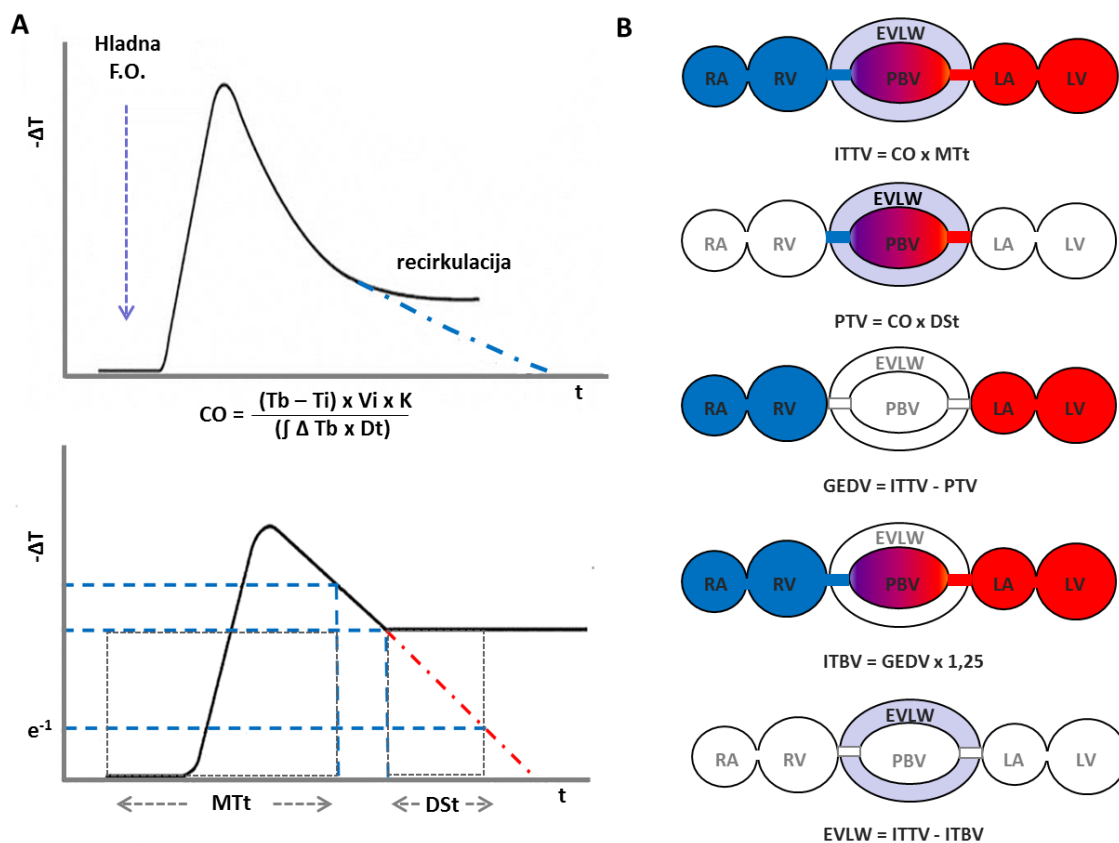 A
Hladna
F.O.
-ΔT
recirkulacija
t
CO = (Tb – Ti) x Vi x K
(∫ Δ Tb x Dt)
-ΔT
e⁻¹
MTt
DSt
t
B
EVLW
RA RV PBV LA LV
ITTV = CO x MTt
EVLW
RA RV PBV LA LV
PTV = CO x DSt
EVLW
RA RV PBV LA LV
GEDV = ITTV - PTV
EVLW
RA RV PBV LA LV
ITBV = GEDV x 1,25
EVLW
RA RV PBV LA LV
EVLW = ITTV - ITBV